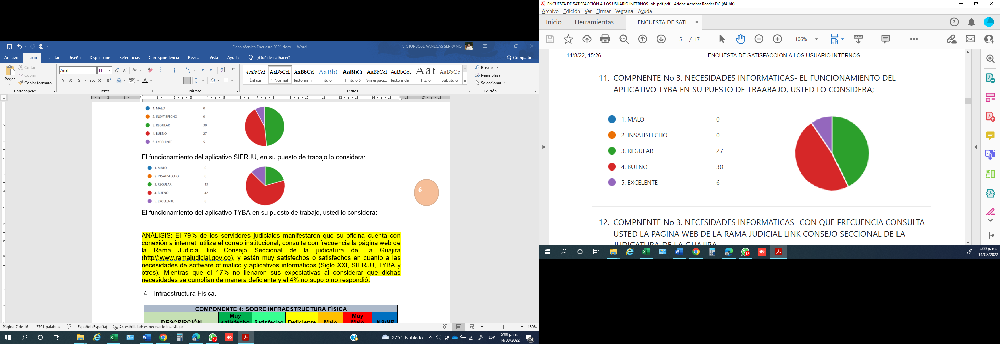 Ficha técnica Encuesta 2021.docx - Word
VICTOR JOSE VANEGAS SERRANO
Archivo Inicio Insertar Diseño Disposición Referencias Correspondencia Revisar Vista Ayuda ¿Qué desea hacer? Compartir
Pegar
Cortar
Copiar
Copiar formato
Portapapeles
Arial 11
N K S abc x₂ x²
Fuente
Párrafo
AaBbCcI AaBbCcI AaBbCcI AaBbC AaBbCc AaBbCcI AaBbCcI AaI AaBbCc
Énfasis ¶ Normal Texto en n... Título 1 ¶ Título 5 Sin espaci... Texto inde... Título Subtítulo
Estilos
Buscar
Reemplazar
Seleccionar
Edición
1. MALO 0
2. INSATISFECHO 0
3. REGULAR 30
4. BUENO 27
5. EXCELENTE 5
El funcionamiento del aplicativo SIERJU, en su puesto de trabajo lo considera:
1. MALO 0
2. INSATISFECHO 0
3. REGULAR 13
4. BUENO 42
5. EXCELENTE 8
6
El funcionamiento del aplicativo TYBA en su puesto de trabajo, usted lo considera:
ANÁLISIS: El 79% de los servidores judiciales manifestaron que su oficina cuenta con
conexión a internet, utiliza el correo institucional, consulta con frecuencia la página web de
la Rama Judicial link Consejo Seccional de la judicatura de La Guajira
(http//:www.ramajudicial.gov.co), y están muy satisfechos o satisfechos en cuanto a las
necesidades de software ofimático y aplicativos informáticos (Siglo XXI, SIERJU, TYBA y
otros). Mientras que el 17% no llenaron sus expectativas al considerar que dichas
necesidades se cumplían de manera deficiente y el 4% no supo o no respondió.
4. Infraestructura Física.
COMPONENTE 4: SOBRE INFRAESTRUCTURA FÍSICA
DESCRIPCIÓN Muy satisfecho Satisfecho Deficiente Malo Muy Malo NS/NR
Página 7 de 16 3791 palabras Español (España) Accesibilidad: es necesario investigar 130%
13
27°C Nublado ESP 5:00 p. m.
14/08/2022 24
ENCUESTA DE SATISFACCIÓN A LOS USUARIO INTERNOS- ok. pdf.pdf - Adobe Acrobat Reader DC (64-bit)
Archivo Edición Ver Firmar Ventana Ayuda
Inicio Herramientas ENCUESTA DE SATI... ×
5 / 17 106%
14/8/22, 15:26 ENCUESTA DE SATISFACCIÓN A LOS USUARIO INTERNOS
11. COMPNENTE No 3. NECESIDADES INFORMATICAS- EL FUNCIONAMIENTO DEL
APLICATIVO TYBA EN SU PUESTO DE TRAABAJO, USTED LO CONSIDERA;
1. MALO 0
2. INSATISFECHO 0
3. REGULAR 27
4. BUENO 30
5. EXCELENTE 6
12. COMPNENTE No 3. NECESIDADES INFORMATICAS- CON QUE FRECUENCIA CONSULTA
USTED LA PAGINA WEB DE LA RAMA JUDICIAL LINK CONSEJO SECCIONAL DE LA
JUDICATURA DE LA GUAJIRA
13
5:00 p. m.
14/08/2022